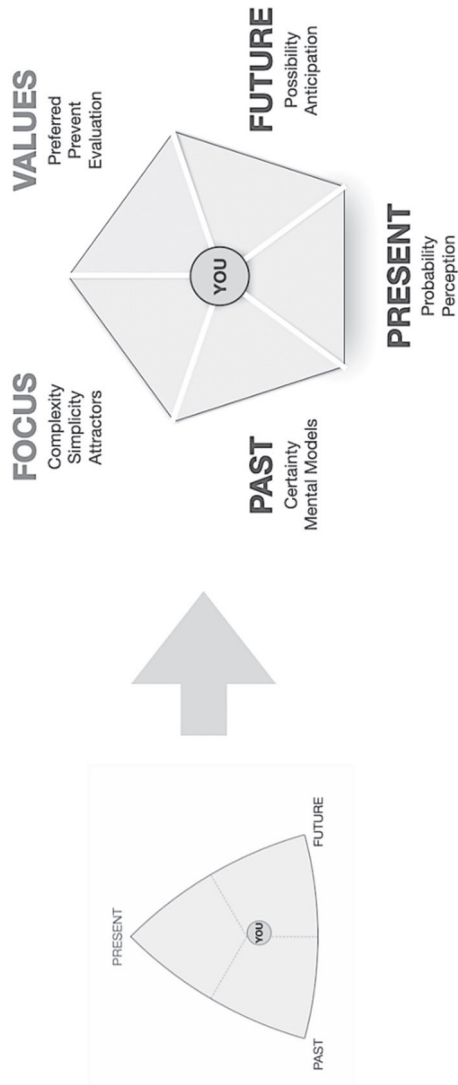 PRESENT
YOU
PAST
FUTURE
FOCUS
Complexity
Simplicity
Attractors
VALUES
Preferred
Prevent
Evaluation
YOU
PAST
Certainty
Mental Models
FUTURE
Possibility
Anticipation
PRESENT
Probability
Perception